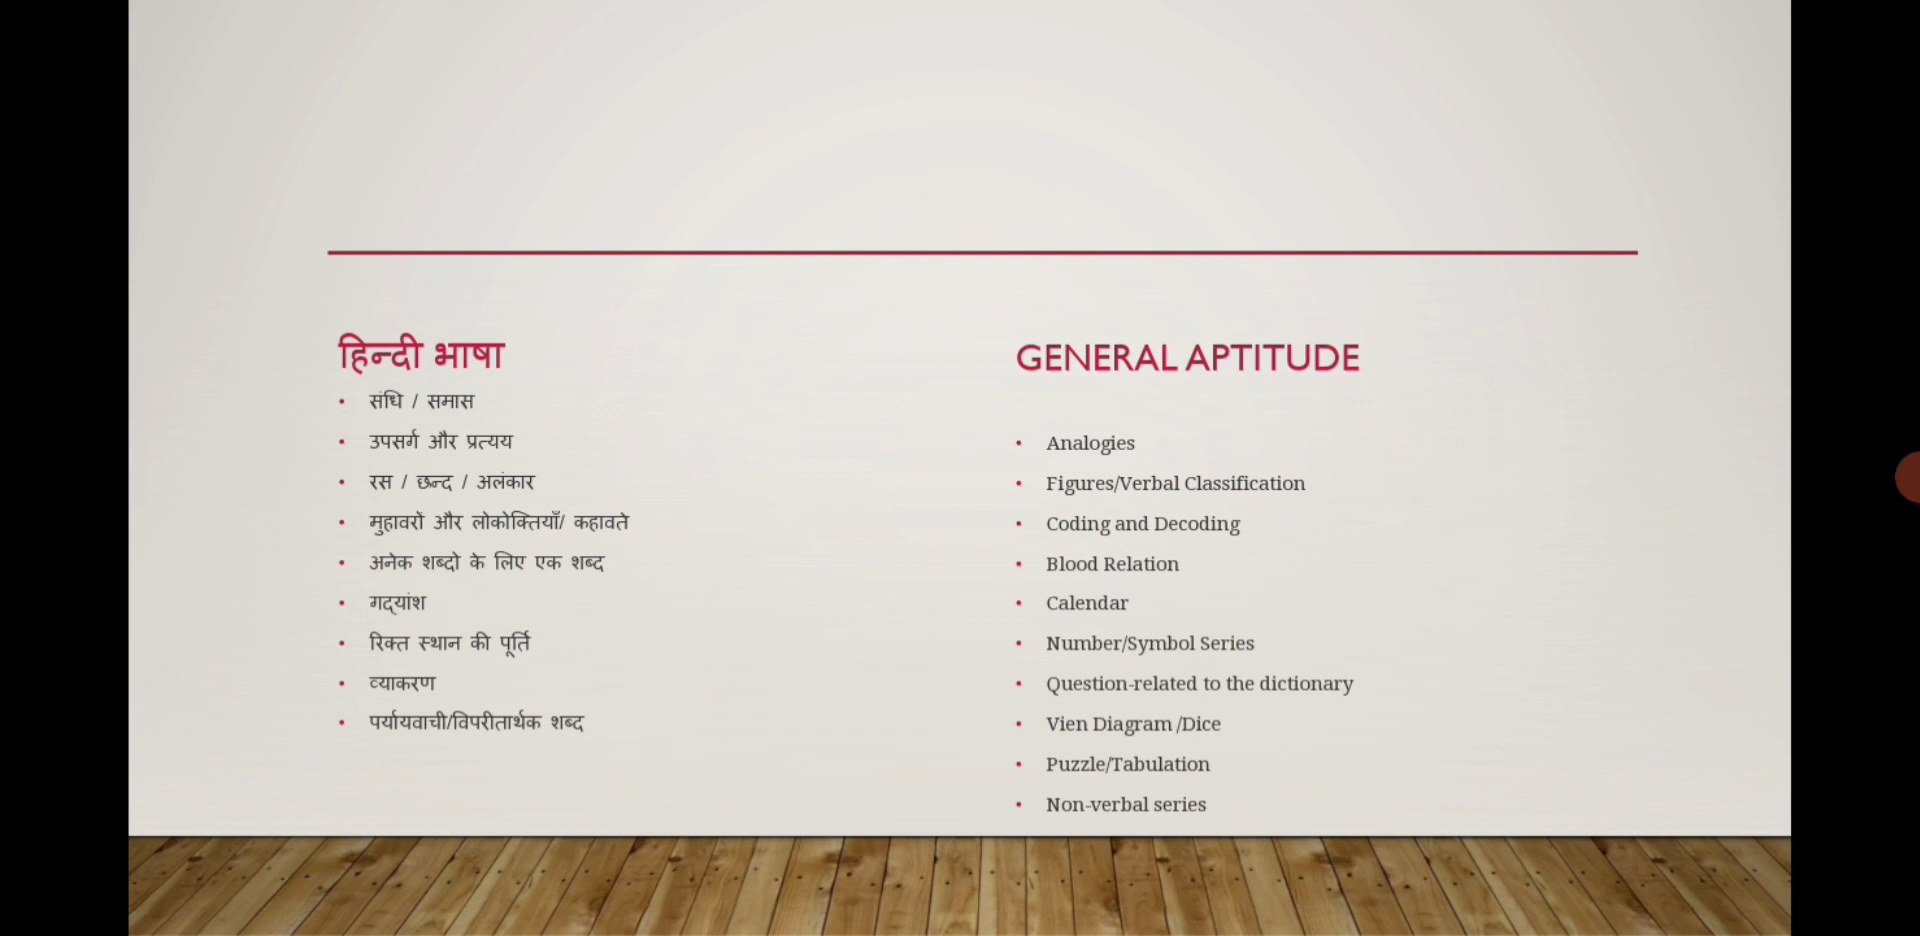 हिन्दी भाषा
• संधि / समास
• उपसर्ग और प्रत्यय
• रस / छन्द / अलंकार
• मुहावरों और लोकोक्तियाँ/ कहावते
• अनेक शब्दो के लिए एक शब्द
• गद्यांश
• रिक्त स्थान की पूर्ति
• व्याकरण
• पर्यायवाची/विपरीतार्थक शब्द
GENERAL APTITUDE
• Analogies
• Figures/Verbal Classification
• Coding and Decoding
• Blood Relation
• Calendar
• Number/Symbol Series
• Question-related to the dictionary
• Vien Diagram /Dice
• Puzzle/Tabulation
• Non-verbal series